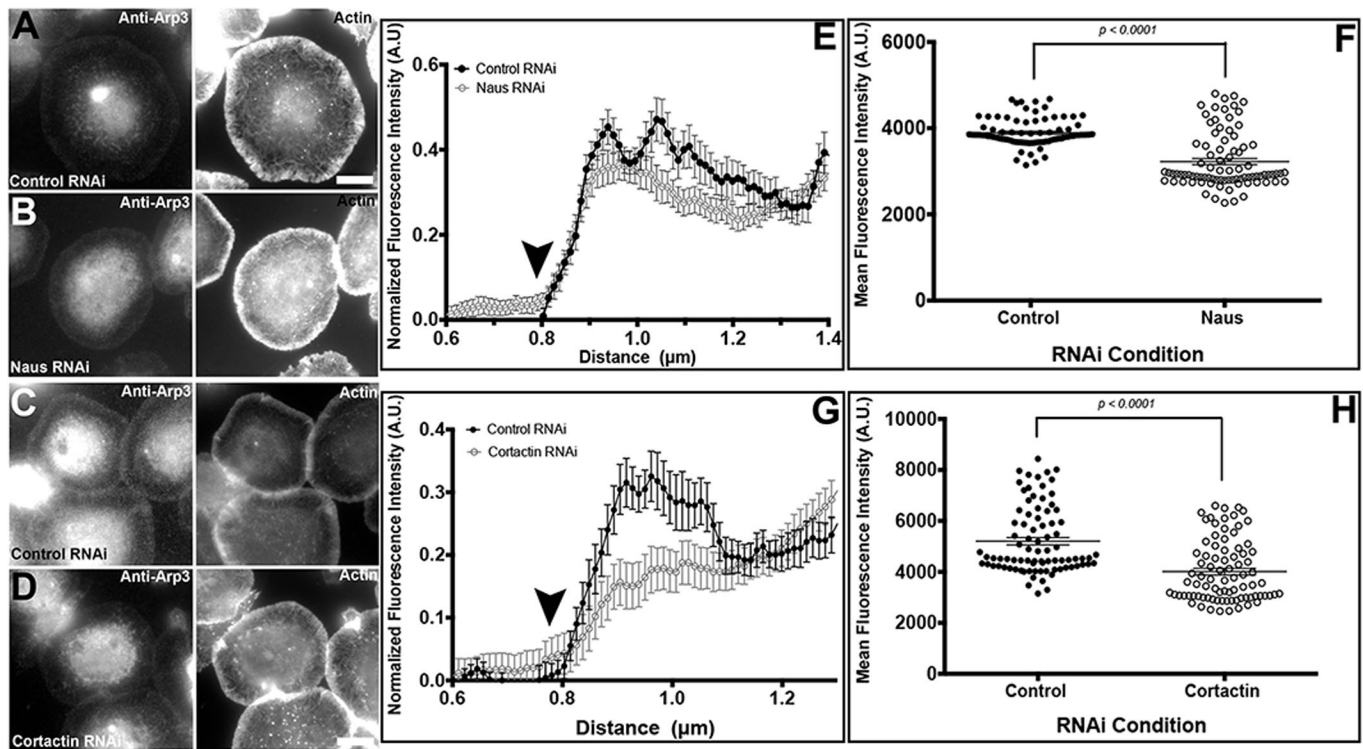 A
Anti-Arp3
Actin
Control RNAi
B
Anti-Arp3
Actin
Naus RNAi
C
Anti-Arp3
Actin
Control RNAi
D
Anti-Arp3
Actin
Cortactin RNAi
E
Normalized Fluorescence Intensity (A.U)
Control RNAi
Naus RNAi
0.6
0.4
0.2
0.0
0.6 0.8 1.0 1.2 1.4
Distance (µm)
F
Mean Fluorescence Intensity (A.U.)
p < 0.0001
6000
4000
2000
0
Control Naus
RNAi Condition
G
Normalized Fluorescence Intensity (A.U.)
Control RNAi
Cortactin RNAi
0.4
0.3
0.2
0.1
0.0
0.6 0.8 1.0 1.2
Distance (µm)
H
Mean Fluorescence Intensity (A.U.)
p < 0.0001
10000
8000
6000
4000
2000
0
Control Cortactin
RNAi Condition